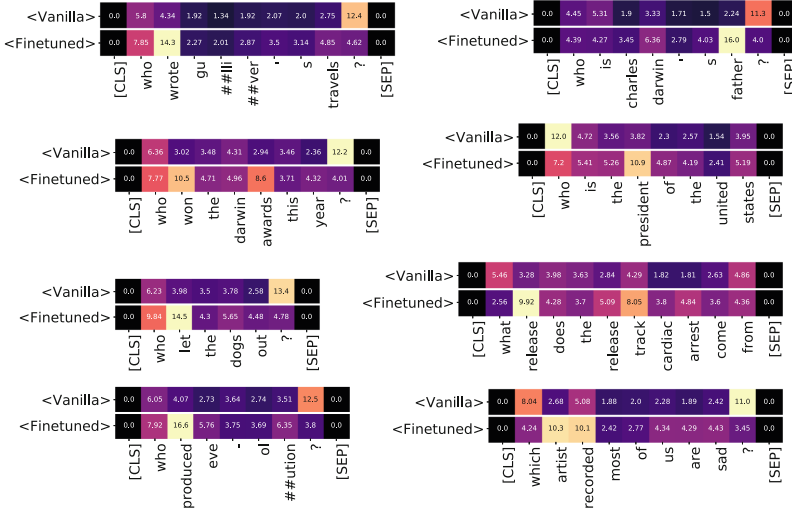 <Vanilla> 0.0 5.8 4.34 1.92 1.34 1.92 2.07 2.0 2.75 12.4 0.0
<Finetuned> 0.0 7.85 14.3 2.27 2.01 2.87 3.5 3.14 4.85 4.62 0.0
[CLS] who wrote gu ##lli ##ver ' s travels ? [SEP]
<Vanilla> 0.0 4.45 5.31 1.9 3.33 1.71 1.5 2.24 11.3 0.0
<Finetuned> 0.0 4.39 4.27 3.45 6.36 2.79 4.03 16.0 4.0 0.0
[CLS] who is charles darwin ' s father ? [SEP]
<Vanilla> 0.0 6.36 3.02 3.48 4.31 2.94 3.46 2.36 12.2 0.0
<Finetuned> 0.0 7.77 10.5 4.71 4.96 8.6 3.71 4.32 4.01 0.0
[CLS] who won the darwin awards this year ? [SEP]
<Vanilla> 0.0 12.0 4.72 3.56 3.82 2.3 2.57 1.54 3.95 0.0
<Finetuned> 0.0 7.2 5.41 5.26 10.9 4.87 4.19 2.41 5.19 0.0
[CLS] who is the president of the united states [SEP]
<Vanilla> 0.0 6.23 3.98 3.5 3.78 2.58 13.4 0.0
<Finetuned> 0.0 9.84 14.5 4.3 5.65 4.48 4.78 0.0
[CLS] who let the dogs out ? [SEP]
<Vanilla> 0.0 5.46 3.28 3.98 3.63 2.84 4.29 1.82 1.81 2.63 4.86 0.0
<Finetuned> 0.0 2.56 9.92 4.28 3.7 5.09 8.05 3.8 4.84 3.6 4.36 0.0
[CLS] what release does the release track cardiac arrest come from [SEP]
<Vanilla> 0.0 6.05 4.07 2.73 3.64 2.74 3.51 12.5 0.0
<Finetuned> 0.0 7.92 16.6 5.76 3.75 3.69 6.35 3.8 0.0
[CLS] who produced eve - ol ##ution ? [SEP]
<Vanilla> 0.0 8.04 2.68 5.08 1.88 2.0 2.28 1.89 2.42 11.0 0.0
<Finetuned> 0.0 4.24 10.3 10.1 2.42 2.77 4.34 4.29 4.43 3.45 0.0
[CLS] which artist recorded most of us are sad ? [SEP]